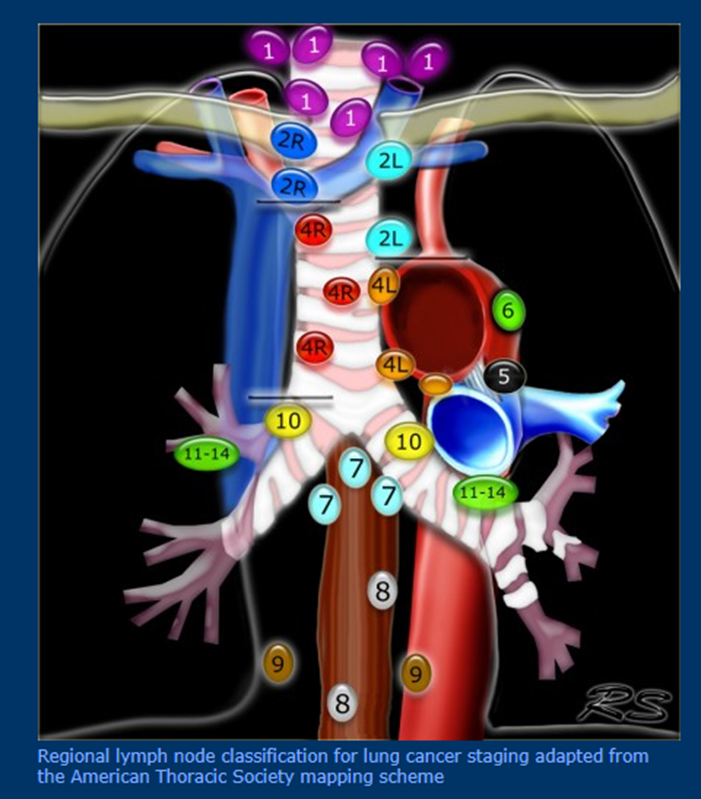 1 1 1 1
1 1
2R 2L
2R
4R 2L
4R 4L 6
4R 4L 5
10 10
11-14 7 11-14
7 7
8
9 9
8
RS
Regional lymph node classification for lung cancer staging adapted from
the American Thoracic Society mapping scheme